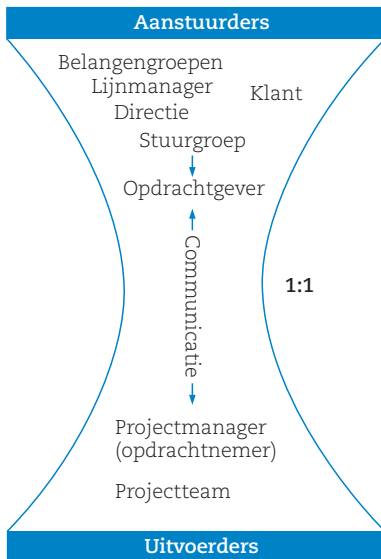 Aanstuurders
Belangengroepen
Lijnmanager
Klant
Directie
Stuurgroep
Opdrachtgever
Communicatie
1:1
Projectmanager
(opdrachtnemer)
Projectteam
Uitvoerders